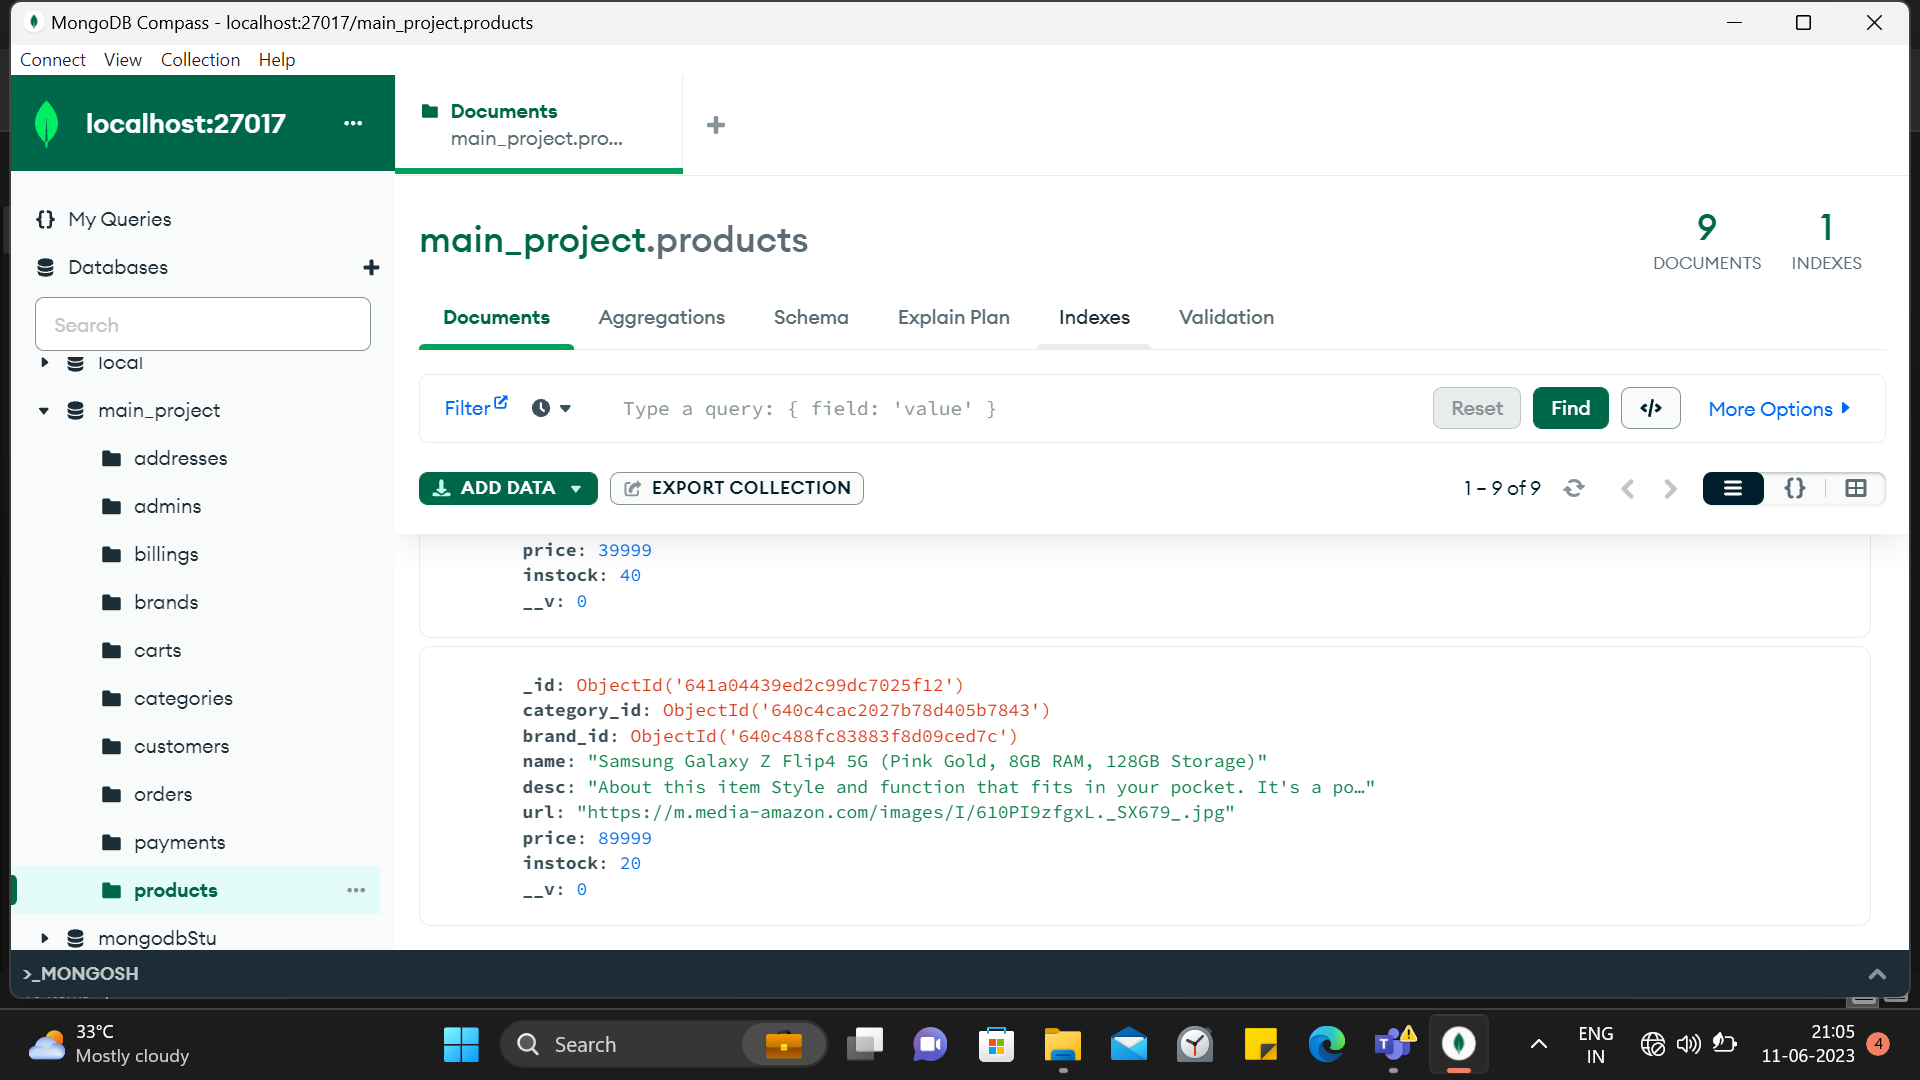 MongoDB Compass - localhost:27017/main_project.products
Connect View Collection Help
localhost:27017 ...
Documents
main_project.pro...
My Queries
Databases
Search
local
main_project
addresses
admins
billings
brands
carts
categories
customers
orders
payments
products
mongodbStu
main_project.products
9
DOCUMENTS
1
INDEXES
Documents Aggregations Schema Explain Plan Indexes Validation
Filter Type a query: { field: 'value' } Reset Find </> More Options
ADD DATA EXPORT COLLECTION 1 – 9 of 9 {}
price: 39999
instock: 40
__v: 0
_id: ObjectId('641a04439ed2c99dc7025f12')
category_id: ObjectId('640c4cac2027b78d405b7843')
brand_id: ObjectId('640c488fc83883f8d09ced7c')
name: "Samsung Galaxy Z Flip4 5G (Pink Gold, 8GB RAM, 128GB Storage)"
desc: "About this item Style and function that fits in your pocket. It's a po…"
url: "https://m.media-amazon.com/images/I/610PI9zfgxL._SX679_.jpg"
price: 89999
instock: 20
__v: 0
>_MONGOSH
33°C
Mostly cloudy
Search
ENG
IN
21:05
11-06-2023
4